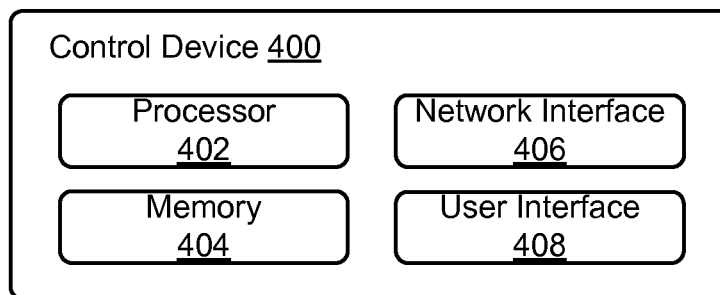 Control Device 400
Processor
402
Network Interface
406
Memory
404
User Interface
408